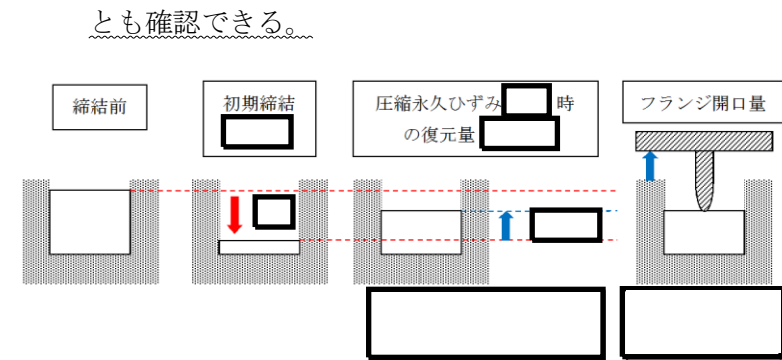 とも確認できる。
締結前
初期締結
圧縮永久ひずみ 時
の復元量
フランジ開口量